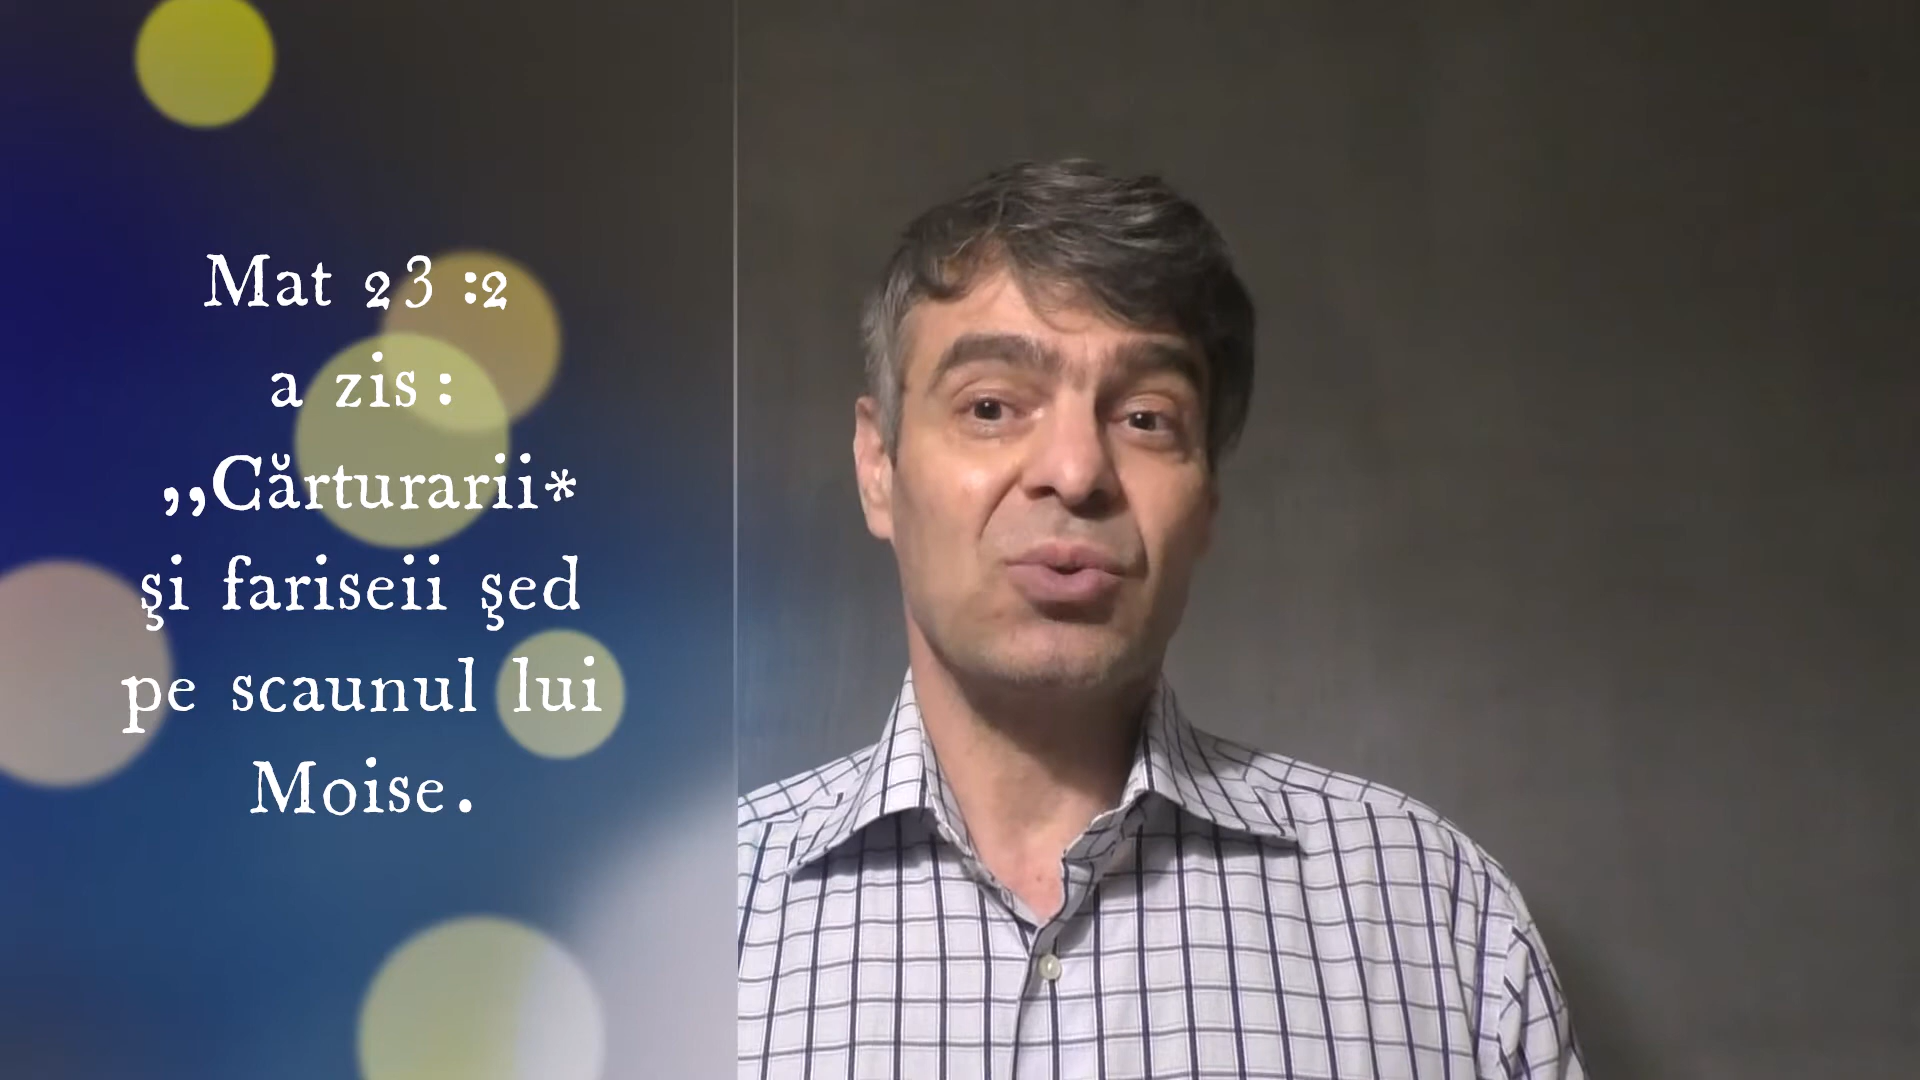 Mat 23 :2
a zis :
,,Cărturarii*
şi fariseii şed
pe scaunul lui
Moise .